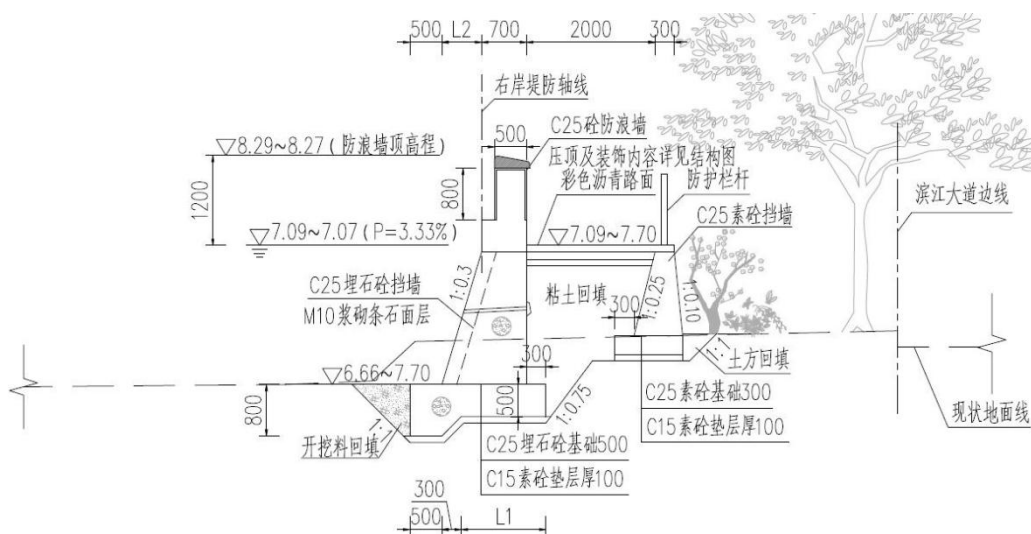 500 L2 700 2000 300
右岸堤防轴线
500
C25砼防浪墙
8.29~8.27(防浪墙顶高程)
压顶及装饰内容详见结构图
彩色沥青路面 防护栏杆
800
1200
C25素砼挡墙
滨江大道边线
7.09~7.07(P=3.33%)
7.09~7.70
C25埋石砼挡墙
M10浆砌条石面层
1:0.3
粘土回填
1:0.25
1:0.10
300
300
1:1
土方回填
6.66~7.70
800
500
1:0.75
C25素砼基础300
C15素砼垫层厚100
现状地面线
1:1
开挖料回填
C25埋石砼基础500
C15素砼垫层厚100
300
500 L1